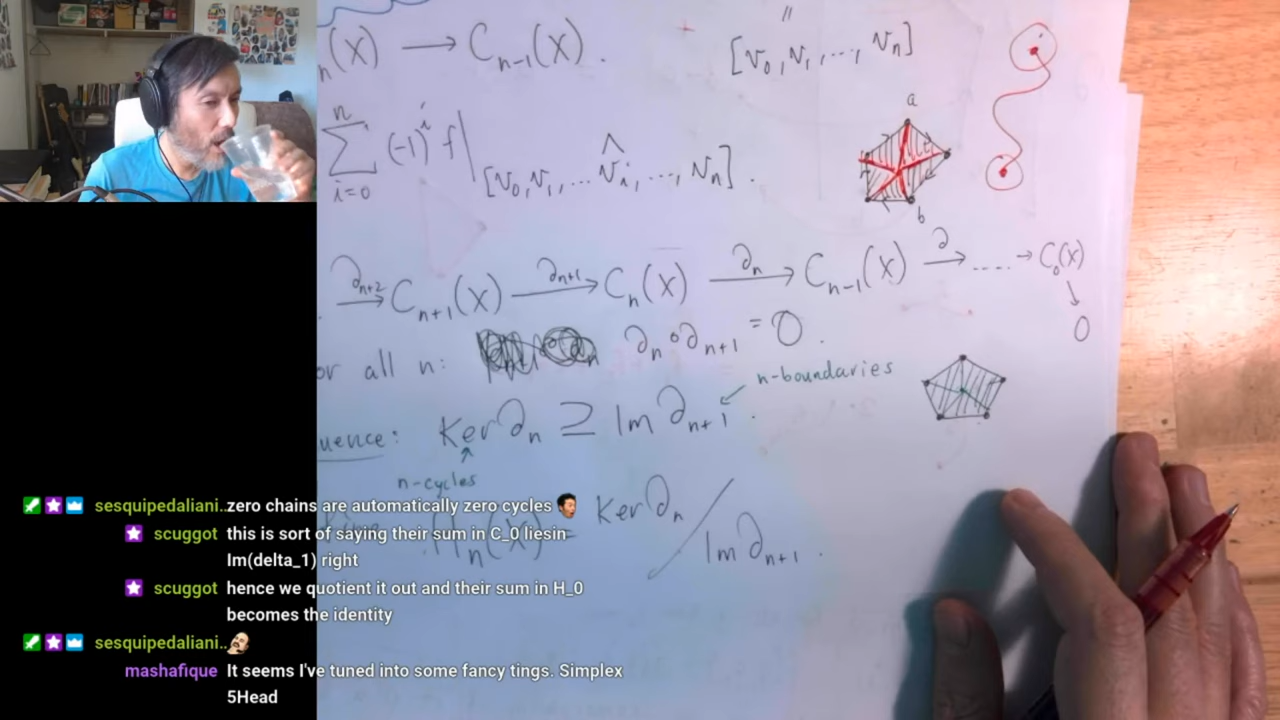 n(X) → C_{n-1}(X).
"
[v_0, v_1, ..., v_n]
n
∑ (-1)^i f| [v_0, v_1, ... v̂_i, ..., v_n].
i=0
a
b
∂_{n+2} → C_{n+1}(X) ∂_{n+1} → C_n(X) ∂_n → C_{n-1}(X) ∂ → .... → C_0(X)
↓
0
or all n: ∂_n ∘ ∂_{n+1} = 0.
n-boundaries
uence: Ker ∂_n ⊇ Im ∂_{n+1}.
n-cycles
H_n(X) = Ker ∂_n / Im ∂_{n+1}.
sesquipedaliani.. zero chains are automatically zero cycles
scuggot this is sort of saying their sum in C_0 liesin
Im(delta_1) right
scuggot hence we quotient it out and their sum in H_0
becomes the identity
sesquipedaliani..
mashafique It seems I've tuned into some fancy tings. Simplex
5Head